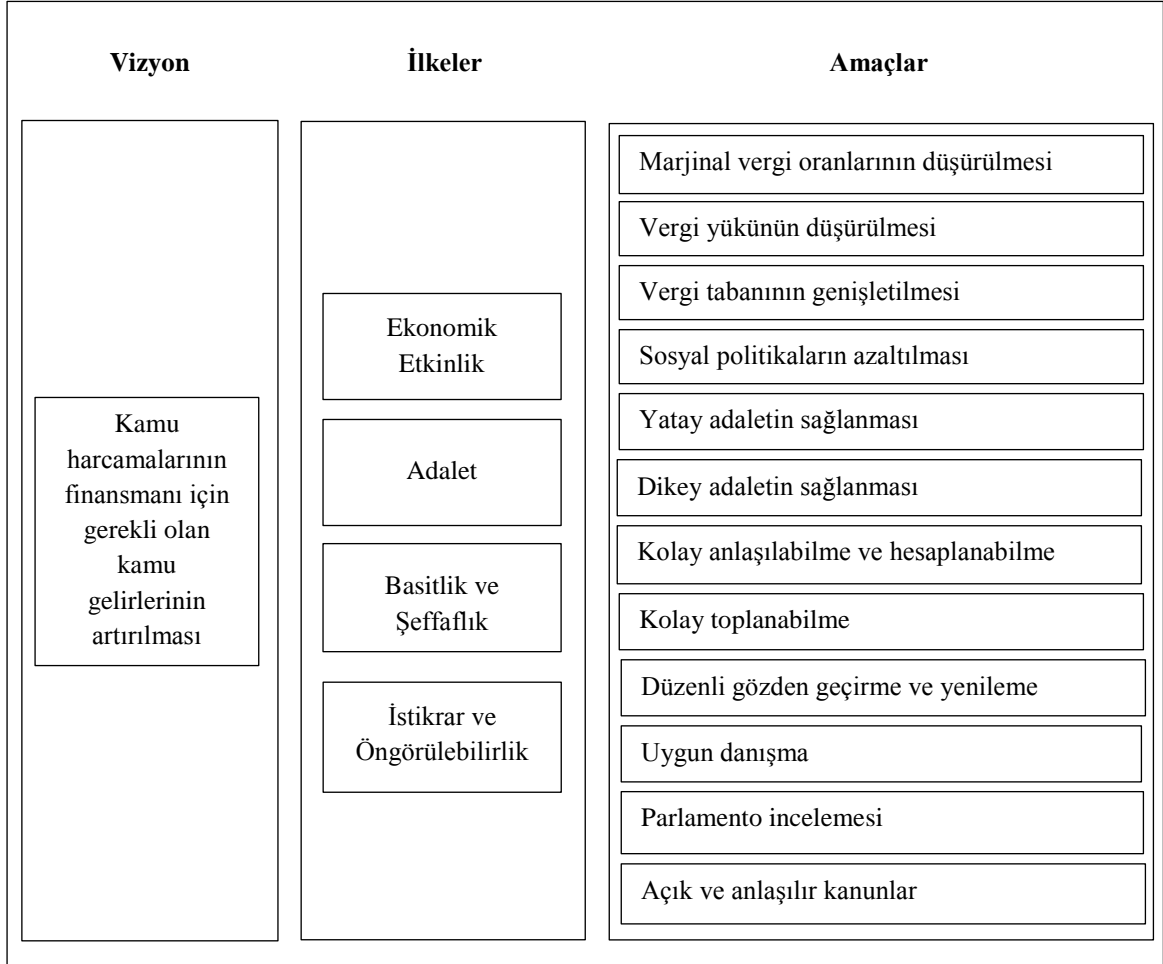 Vizyon
İlkeler
Amaçlar
Kamu
harcamalarının
finansmanı için
gerekli olan
kamu
gelirlerinin
artırılması
Ekonomik
Etkinlik
Adalet
Basitlik ve
Şeffaflık
İstikrar ve
Öngörülebilirlik
Marjinal vergi oranlarının düşürülmesi
Vergi yükünün düşürülmesi
Vergi tabanının genişletilmesi
Sosyal politikaların azaltılması
Yatay adaletin sağlanması
Dikey adaletin sağlanması
Kolay anlaşılabilme ve hesaplanabilme
Kolay toplanabilme
Düzenli gözden geçirme ve yenileme
Uygun danışma
Parlamento incelemesi
Açık ve anlaşılır kanunlar